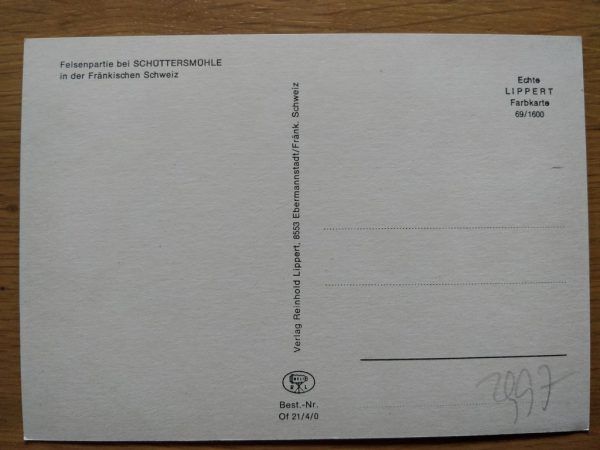 Felsenpartie bei SCHÜTTERSMÜHLE
in der Fränkischen Schweiz
Verlag Reinhold Lippert, 8553 Ebermannstadt/Fränk. Schweiz
Echte
LIPPERT
Farbkarte
69/1600
Best.-Nr.
Of 21/4/0